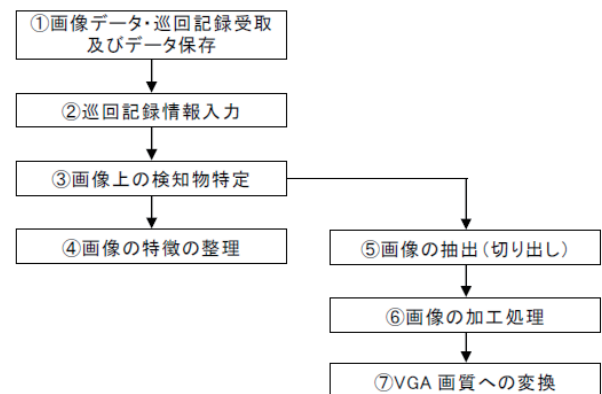 ①画像データ・巡回記録受取
及びデータ保存
②巡回記録情報入力
③画像上の検知物特定
④画像の特徴の整理
⑤画像の抽出(切り出し)
⑥画像の加工処理
⑦VGA 画質への変換